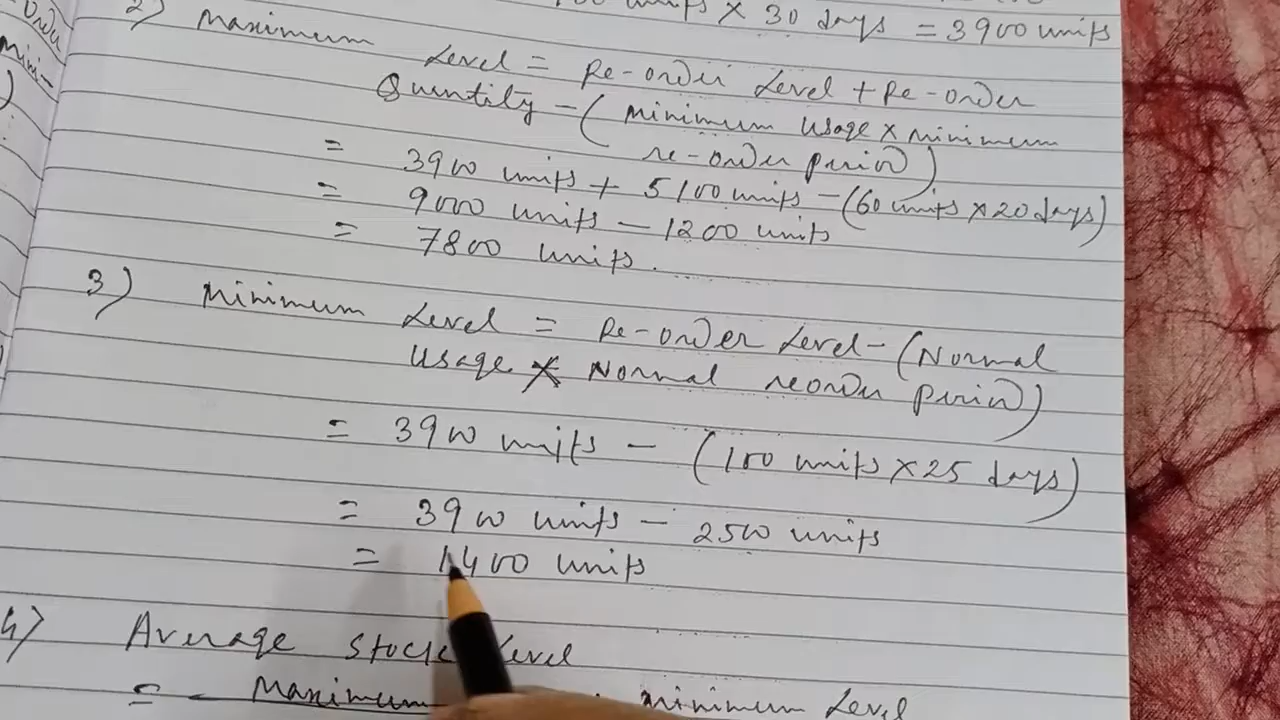 units × 30 days = 3900 units
2) Maximum
Level = Re-order Level + Re-order
Quantity - ( minimum usage × minimum
re-order period )
= 3900 units + 5100 units - (60 units × 20 days)
= 9000 units - 1200 units
= 7800 units.
3) Minimum Level = Re-order Level - (Normal
usage × Normal reorder period)
= 3900 units - (100 units × 25 days)
= 3900 units - 2500 units
= 1400 units
4) Average Stock Level
= Maximum minimum Level